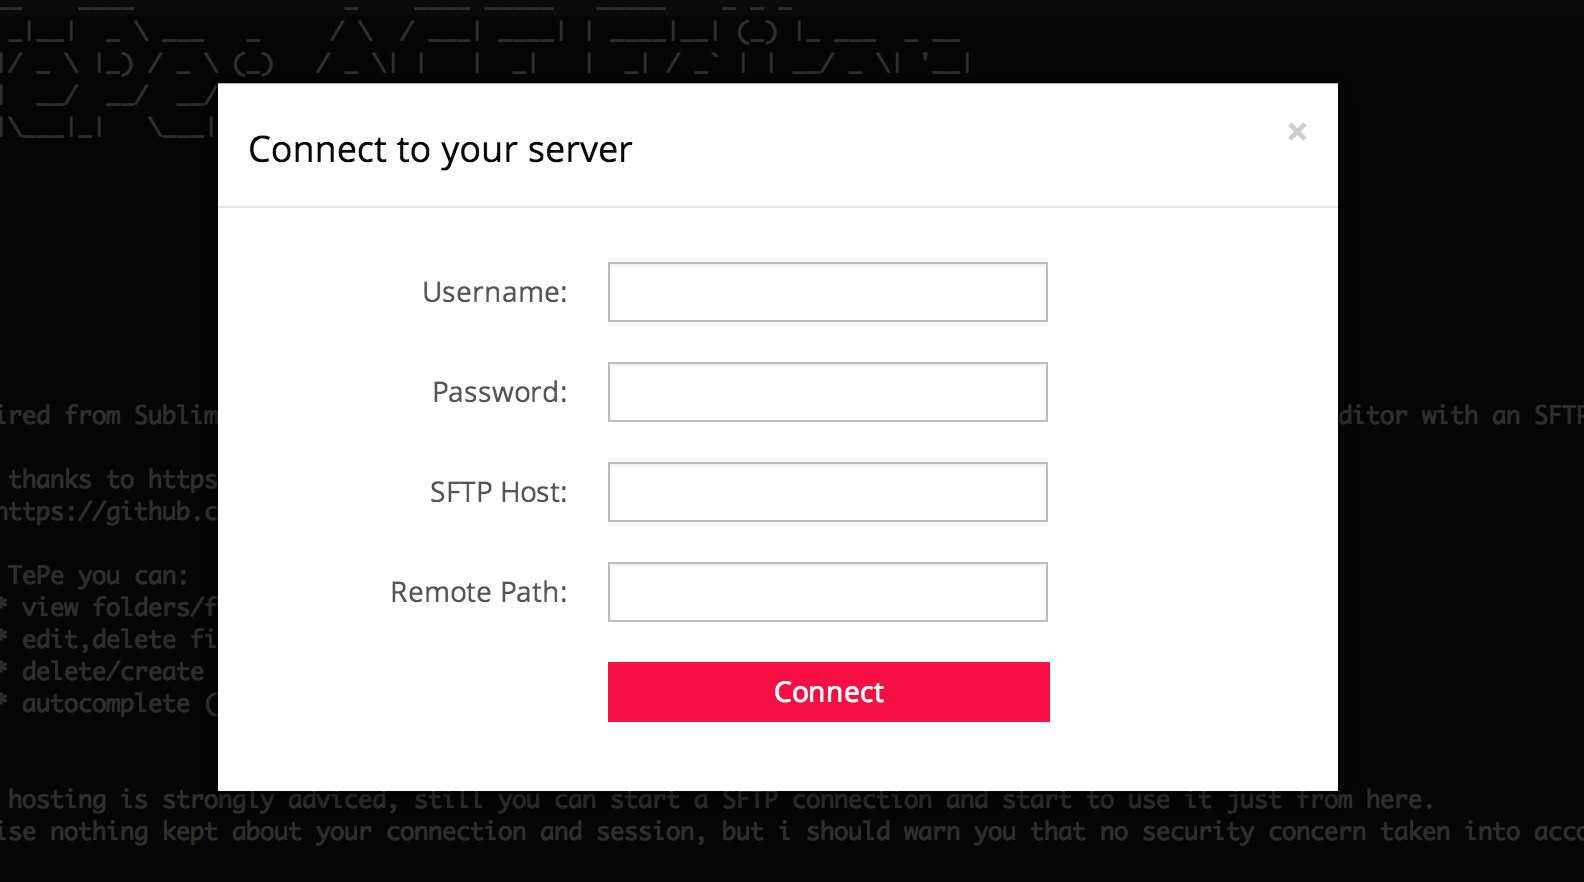 Connect to your server
×
Username:
Password:
SFTP Host:
Remote Path:
Connect
from Sublim
ditor with an SFTP
thanks to https
https://github.c
TePe you can:
* view folders/f
* edit,delete fi
* delete/create
* autocomplete (
hosting is strongly adviced, still you can start a SFTP connection and start to use it just from here.
nothing kept about your connection and session, but i should warn you that no security concern taken into